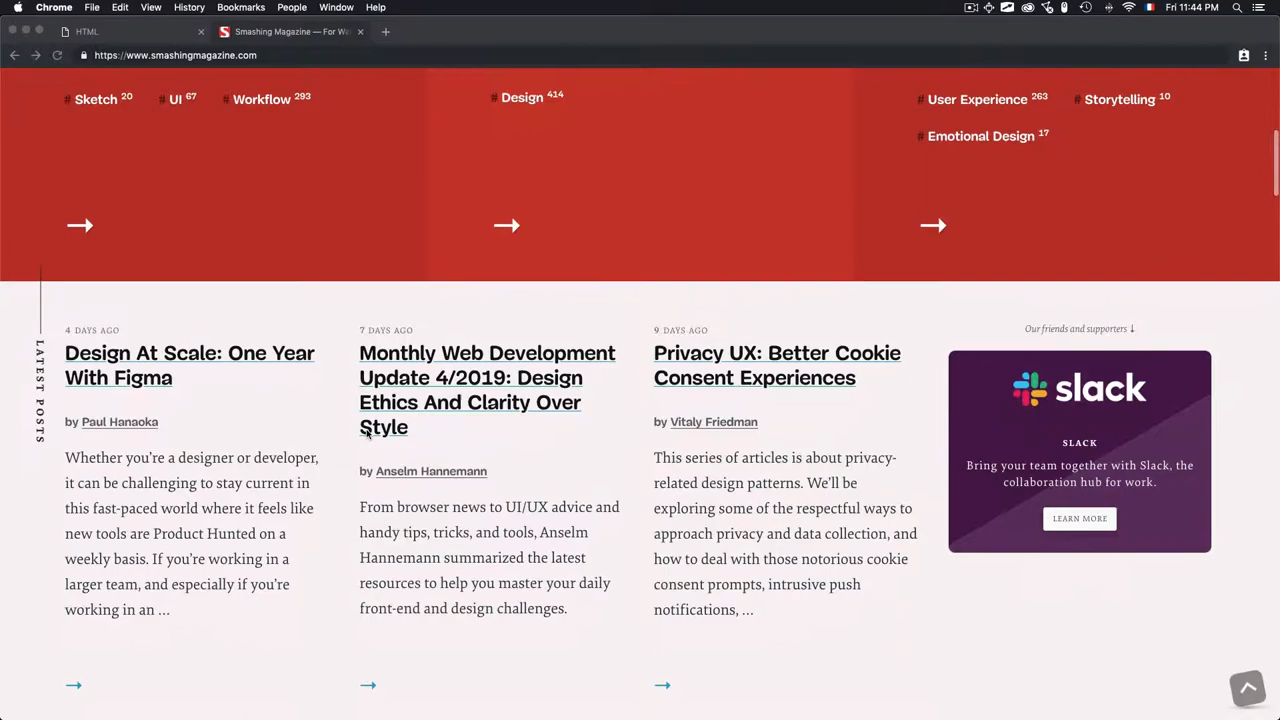 Chrome File Edit View History Bookmarks People Window Help Fri 11:44 PM
HTML
Smashing Magazine — For We
https://www.smashingmagazine.com
# Sketch 20 # UI 67 # Workflow 293
# Design 414
# User Experience 263 # Storytelling 10
# Emotional Design 17
LATEST POSTS
4 DAYS AGO
Design At Scale: One Year
With Figma
by Paul Hanaoka
Whether you’re a designer or developer,
it can be challenging to stay current in
this fast-paced world where it feels like
new tools are Product Hunted on a
weekly basis. If you’re working in a
larger team, and especially if you’re
working in an ...
7 DAYS AGO
Monthly Web Development
Update 4/2019: Design
Ethics And Clarity Over
Style
by Anselm Hannemann
From browser news to UI/UX advice and
handy tips, tricks, and tools, Anselm
Hannemann summarized the latest
resources to help you master your daily
front-end and design challenges.
9 DAYS AGO
Privacy UX: Better Cookie
Consent Experiences
by Vitaly Friedman
This series of articles is about privacy-
related design patterns. We’ll be
exploring some of the respectful ways to
approach privacy and data collection, and
how to deal with those notorious cookie
consent prompts, intrusive push
notifications, ...
Our friends and supporters ↓
slack
SLACK
Bring your team together with Slack, the
collaboration hub for work.
LEARN MORE